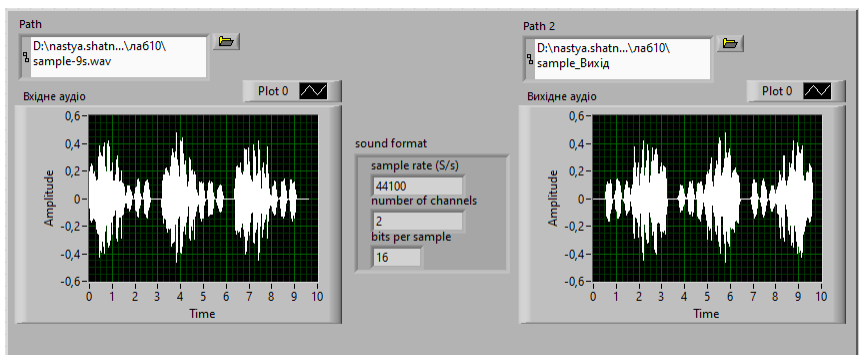 Path
D:\nastya.shatn...\лаб10\
sample-9s.wav
Вхідне аудіо
Plot 0
0,6
0,4
0,2
0
-0,2
-0,4
-0,6
Amplitude
0 1 2 3 4 5 6 7 8 9 10
Time
sound format
sample rate (S/s)
44100
number of channels
2
bits per sample
16
Path 2
D:\nastya.shatn...\лаб10\
sample_Вихід
Вихідне аудіо
Plot 0
0,6
0,4
0,2
0
-0,2
-0,4
-0,6
Amplitude
0 1 2 3 4 5 6 7 8 9 10
Time